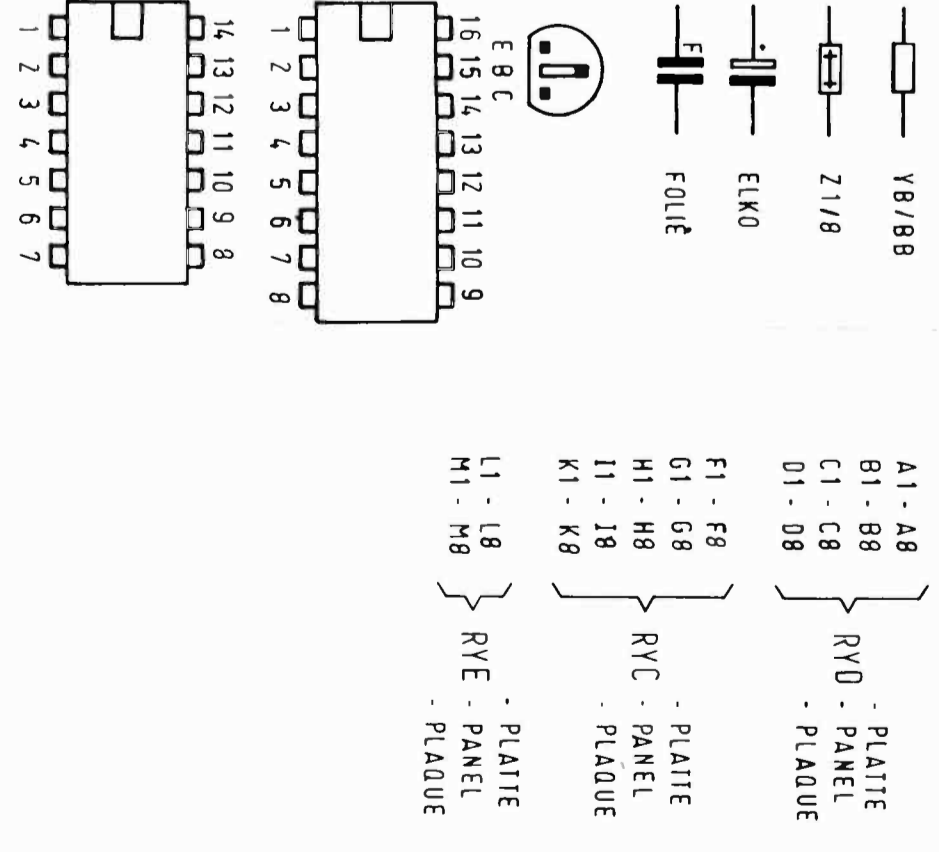 YB/BB
Z1/8
ELKO
F
FOLIE
E B C
16 15 14 13 12 11 10 9
1 2 3 4 5 6 7 8
14 13 12 11 10 9 8
1 2 3 4 5 6 7
A1 - A8
B1 - B8
C1 - C8
D1 - D8
RYD - PLATTE
- PANEL
- PLAQUE
F1 - F8
G1 - G8
H1 - H8
I1 - I8
K1 - K8
RYC - PLATTE
- PANEL
- PLAQUE
L1 - L8
M1 - M8
RYE - PLATTE
- PANEL
- PLAQUE